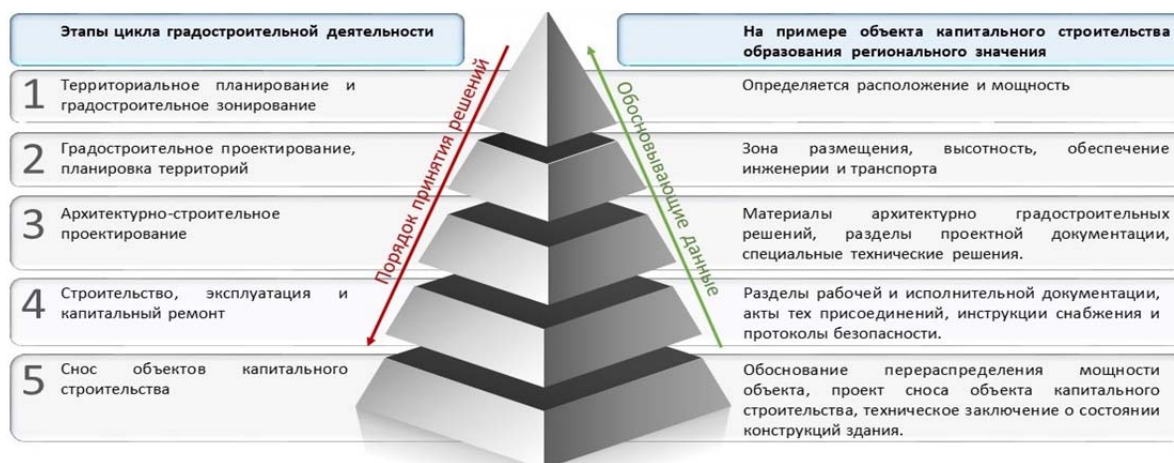 Этапы цикла градостроительной деятельности
На примере объекта капитального строительства
образования регионального значения
1
Территориальное планирование и
градостроительное зонирование
Определяется расположение и мощность
2
Градостроительное проектирование,
планировка территорий
Зона размещения, высотность, обеспечение
инженерии и транспорта
3
Архитектурно-строительное
проектирование
Материалы архитектурно градостроительных
решений, разделы проектной документации,
специальные технические решения.
4
Строительство, эксплуатация и
капитальный ремонт
Разделы рабочей и исполнительной документации,
акты тех присоединений, инструкции снабжения и
протоколы безопасности.
5
Снос объектов капитального
строительства
Обоснование перераспределения мощности
объекта, проект сноса объекта капитального
строительства, техническое заключение о состоянии
конструкций здания.
Порядок принятия решений
Обосновывающие данные